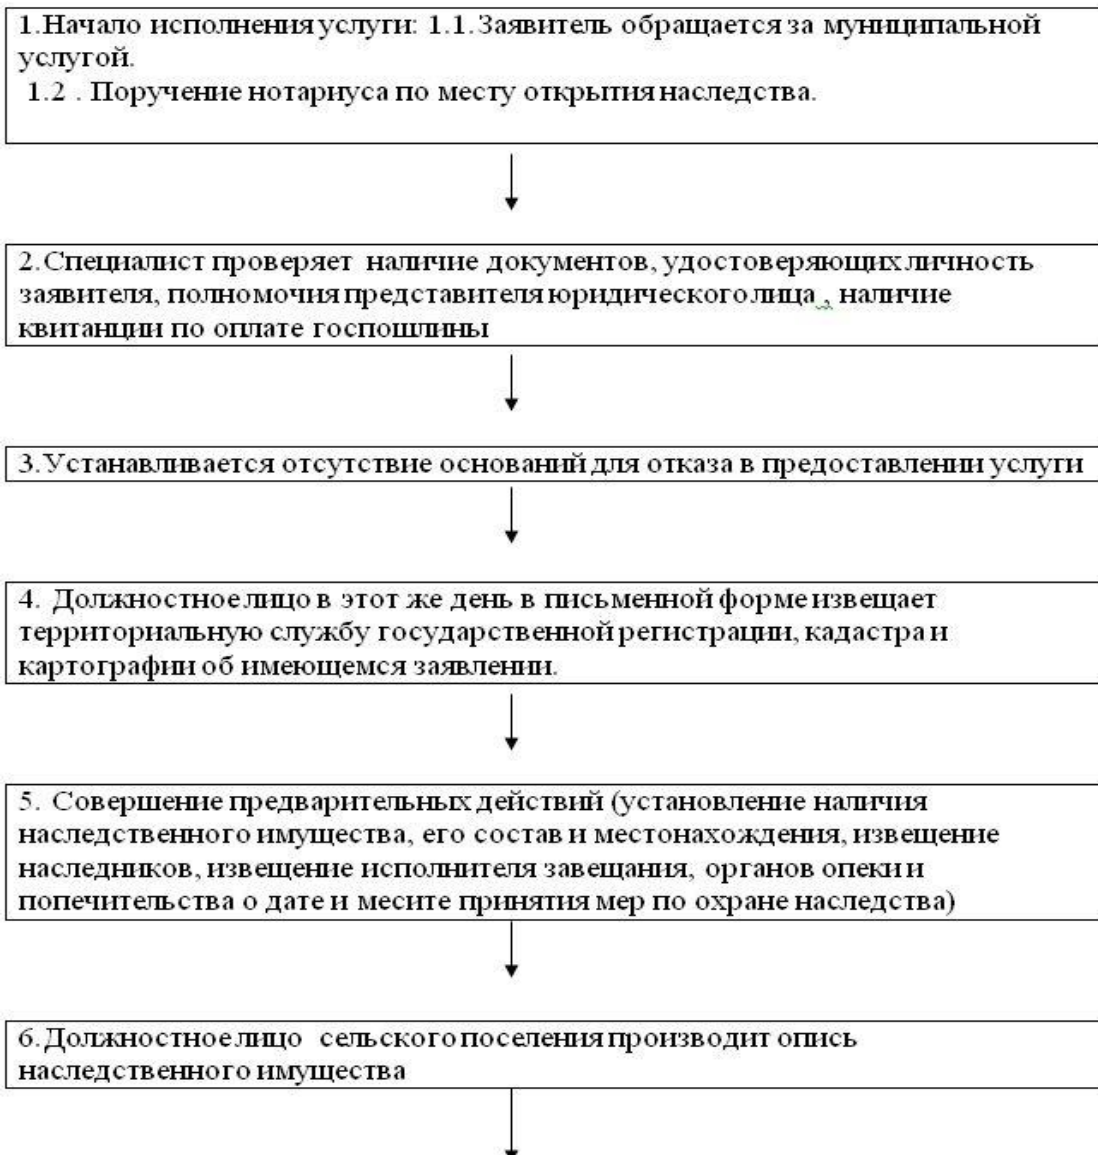 1.Начало исполнения услуги: 1.1.Заявитель обращается за муниципальной
услугой.
1.2 . Поручение нотариуса по месту открытия наследства.
2.Специалист проверяет наличие документов, удостоверяющих личность
заявителя, полномочия представителя юридического лица , наличие
квитанции по оплате госпошлины
3.Устанавливается отсутствие оснований для отказа в предоставлении услуги
4. Должностное лицо в этот же день в письменной форме извещает
территориальную службу государственной регистрации, кадастра и
картографии об имеющемся заявлении.
5. Совершение предварительных действий (установление наличия
наследственного имущества, его состав и местонахождения, извещение
наследников, извещение исполнителя завещания, органов опеки и
попечительства о дате и месите принятия мер по охране наследства)
6.Должностное лицо сельского поселения производит опись
наследственного имущества